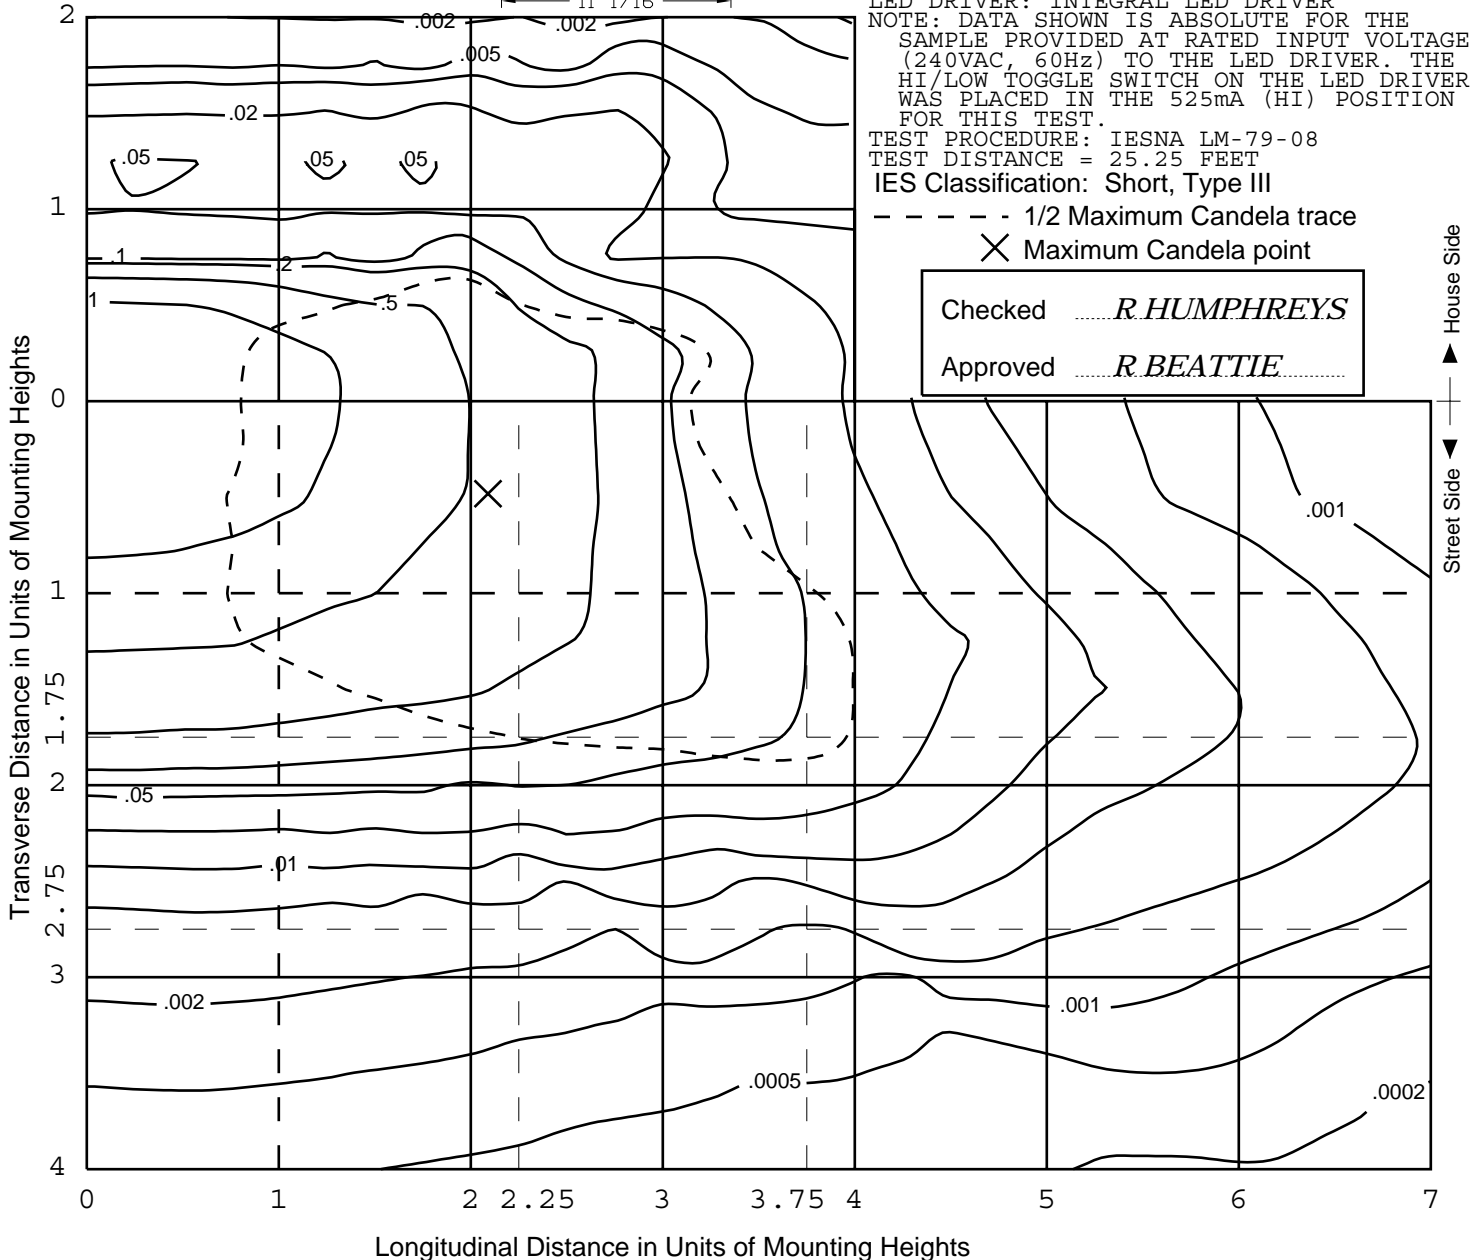 11 1/16
LED DRIVER: INTEGRAL LED DRIVER
NOTE: DATA SHOWN IS ABSOLUTE FOR THE
SAMPLE PROVIDED AT RATED INPUT VOLTAGE
(240VAC, 60Hz) TO THE LED DRIVER. THE
HI/LOW TOGGLE SWITCH ON THE LED DRIVER
WAS PLACED IN THE 525mA (HI) POSITION
FOR THIS TEST.
TEST PROCEDURE: IESNA LM-79-08
TEST DISTANCE = 25.25 FEET
IES Classification: Short, Type III
1/2 Maximum Candela trace
Maximum Candela point
Checked R HUMPHREYS
Approved R BEATTIE
House Side
Street Side
Transverse Distance in Units of Mounting Heights
2
1
0
1
1.75
2
2.75
3
4
.002 .002
.005
.02
.05 .05 .05
.1 .2
1 .5
.001
.05
.01
.002 .001
.0005 .0002
0 1 2 2.25 3 3.75 4 5 6 7
Longitudinal Distance in Units of Mounting Heights